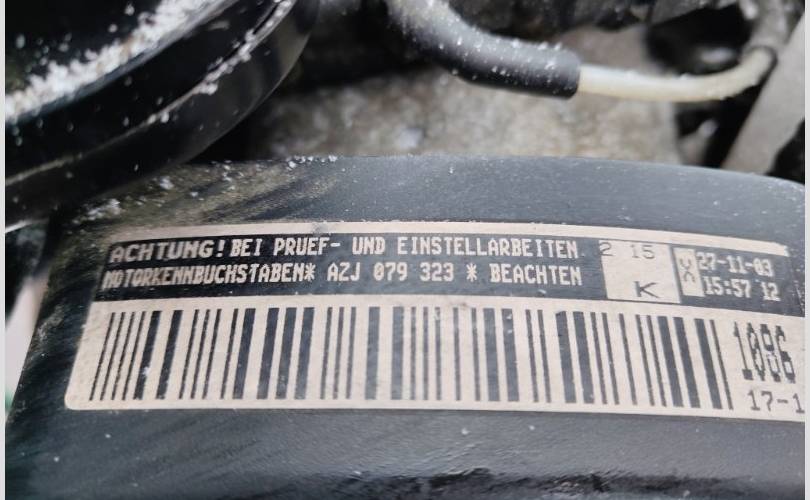 ACHTUNG! BEI PRUEF- UND EINSTELLARBEITEN
MOTORKENNBUCHSTABEN* AZJ 079 323 * BEACHTEN
2 15
K
27-11-03
15:57 12
17-1